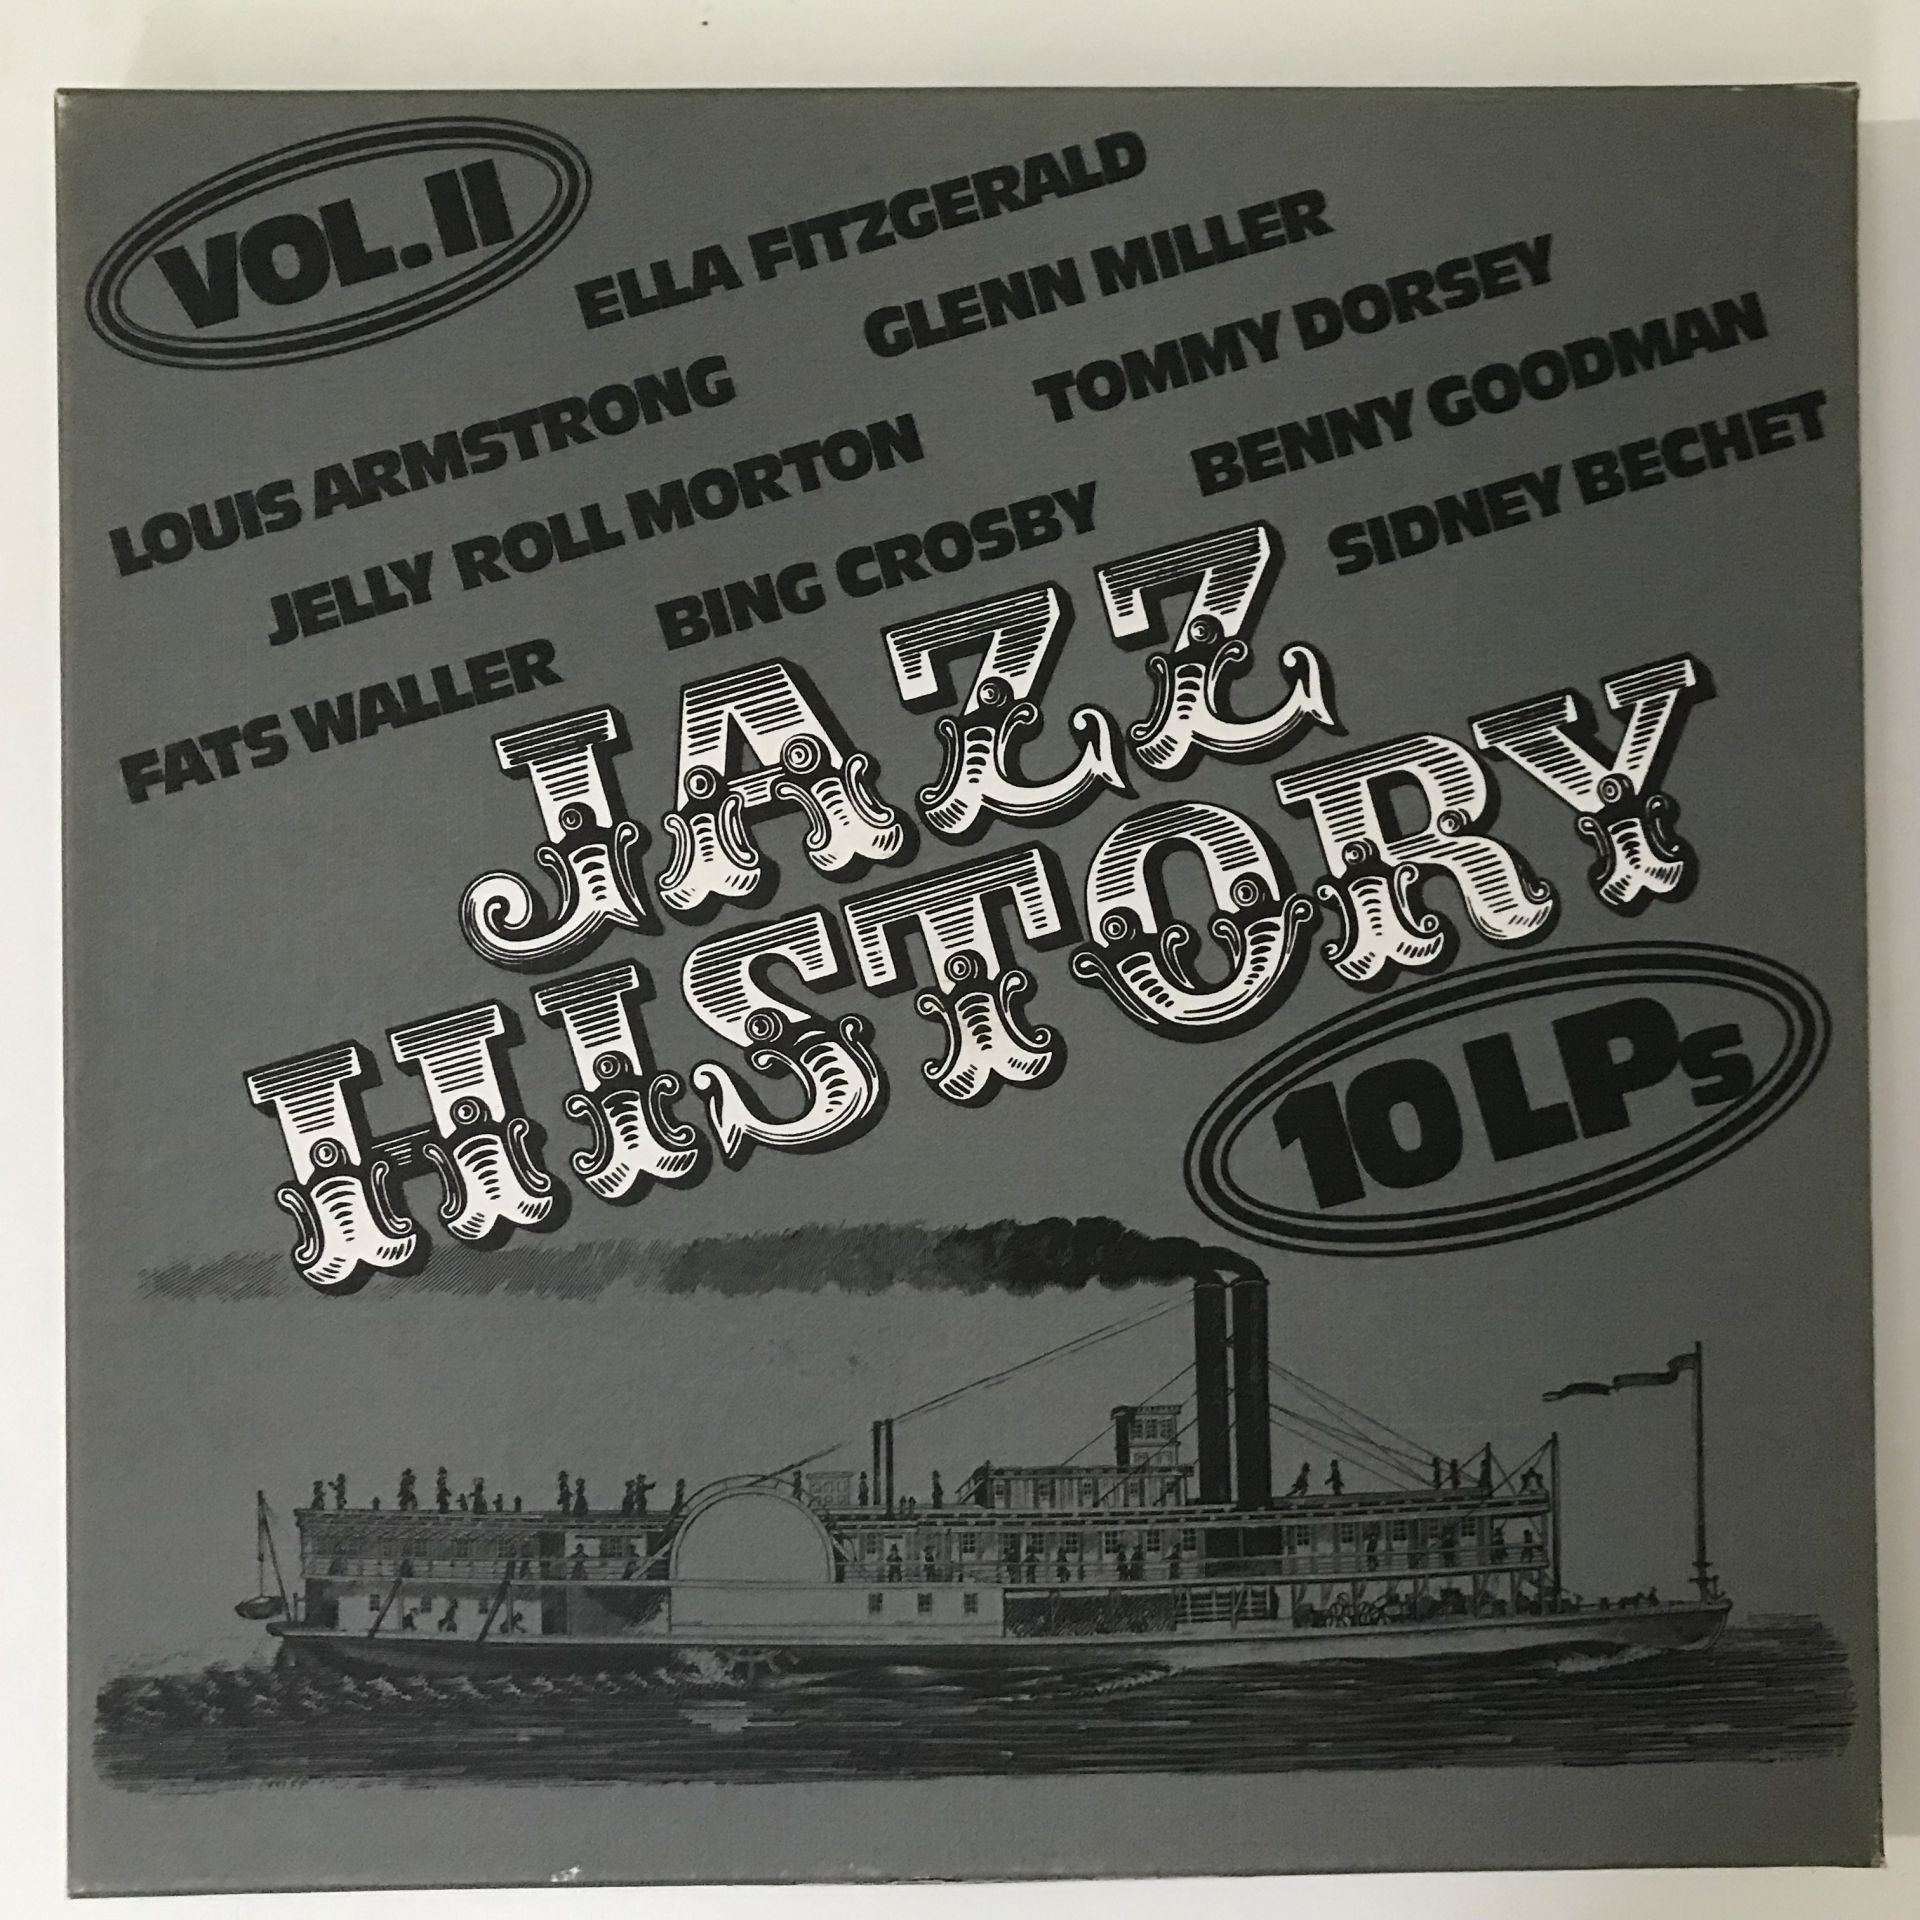 VOL. II
ELLA FITZGERALD
LOUIS ARMSTRONG
GLENN MILLER
JELLY ROLL MORTON
TOMMY DORSEY
FATS WALLER
BING CROSBY
BENNY GOODMAN
SIDNEY BECHET
JAZZ
HISTORY
10 LPs